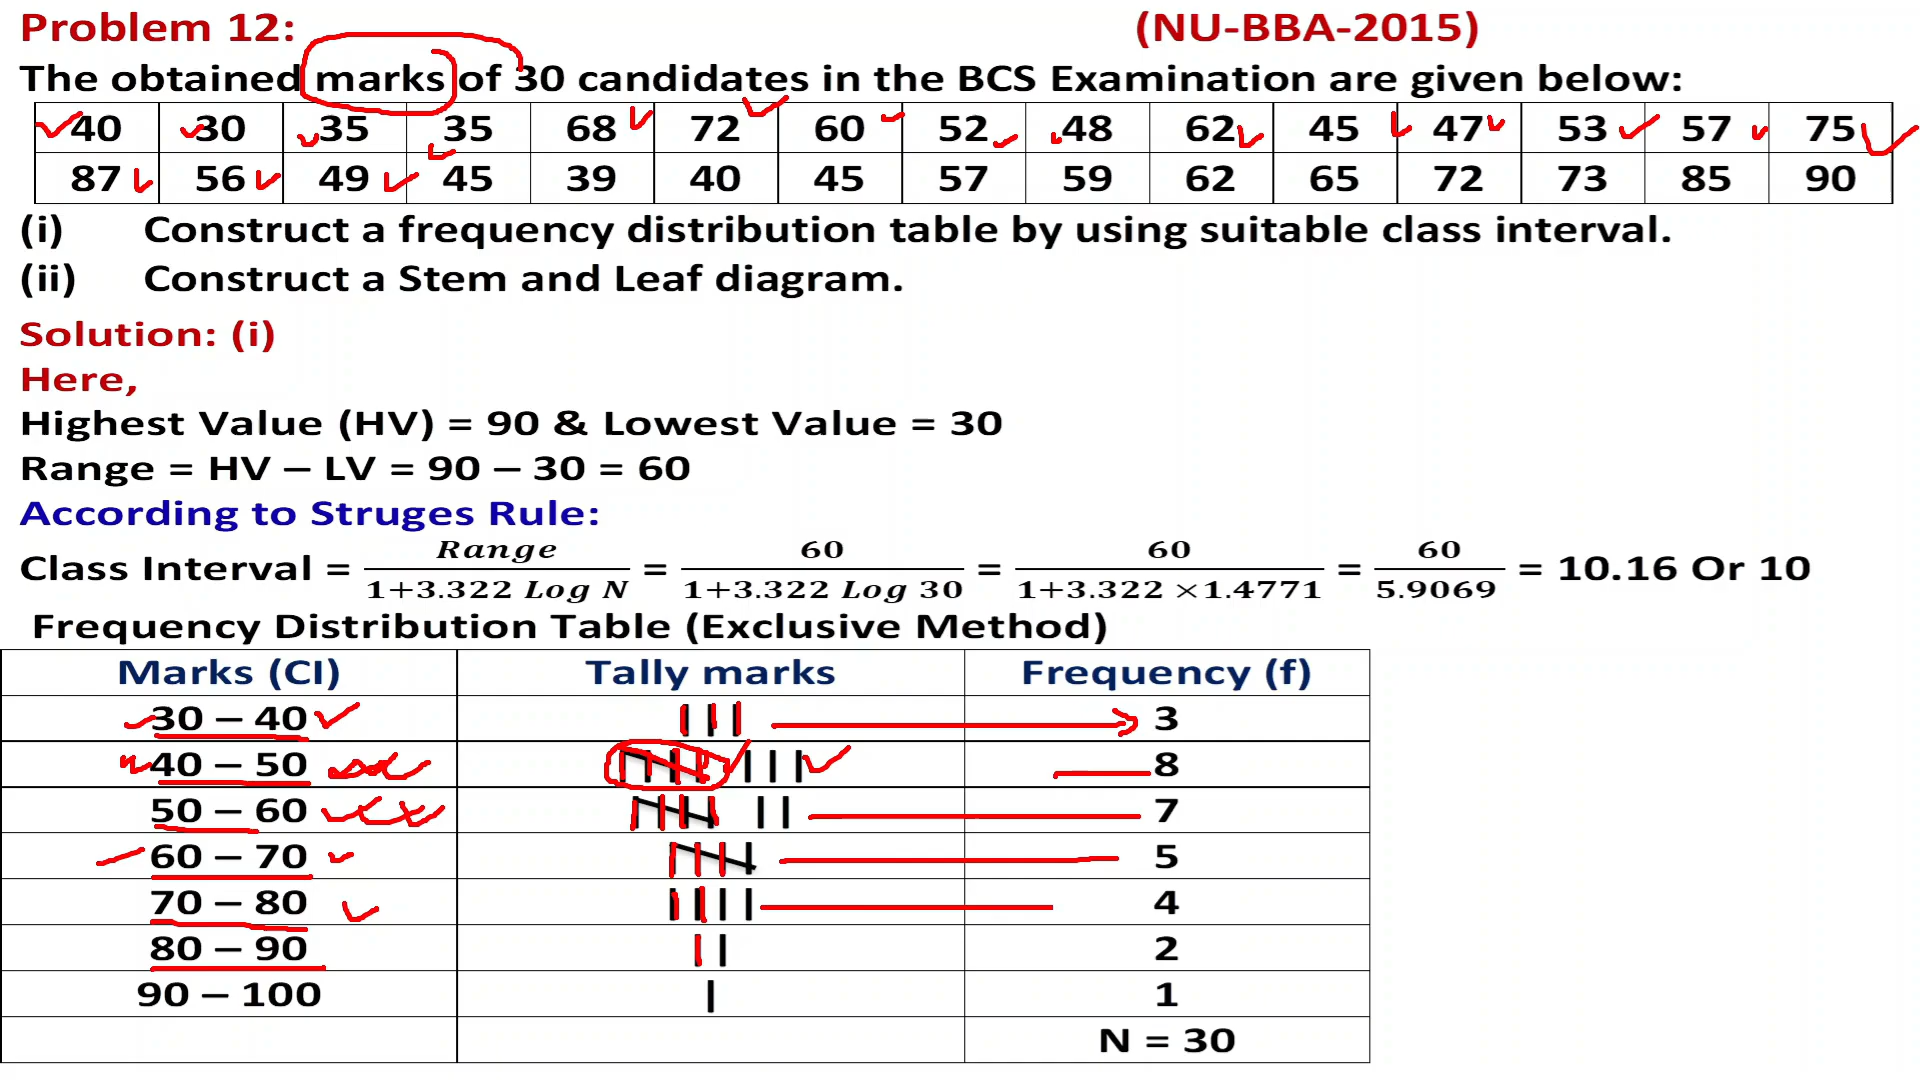 Problem 12: (NU-BBA-2015)
The obtained marks of 30 candidates in the BCS Examination are given below:
40 30 35 35 68 72 60 52 48 62 45 47 53 57 75
87 56 49 45 39 40 45 57 59 62 65 72 73 85 90
(i) Construct a frequency distribution table by using suitable class interval.
(ii) Construct a Stem and Leaf diagram.
Solution: (i)
Here,
Highest Value (HV) = 90 & Lowest Value = 30
Range = HV – LV = 90 – 30 = 60
According to Struges Rule:
Class Interval = Range / 1+3.322 Log N = 60 / 1+3.322 Log 30 = 60 / 1+3.322 ×1.4771 = 60 / 5.9069 = 10.16 Or 10
Frequency Distribution Table (Exclusive Method)
Marks (CI) Tally marks Frequency (f)
30 – 40 3
40 – 50 8
50 – 60 7
60 – 70 5
70 – 80 4
80 – 90 2
90 – 100 1
N = 30